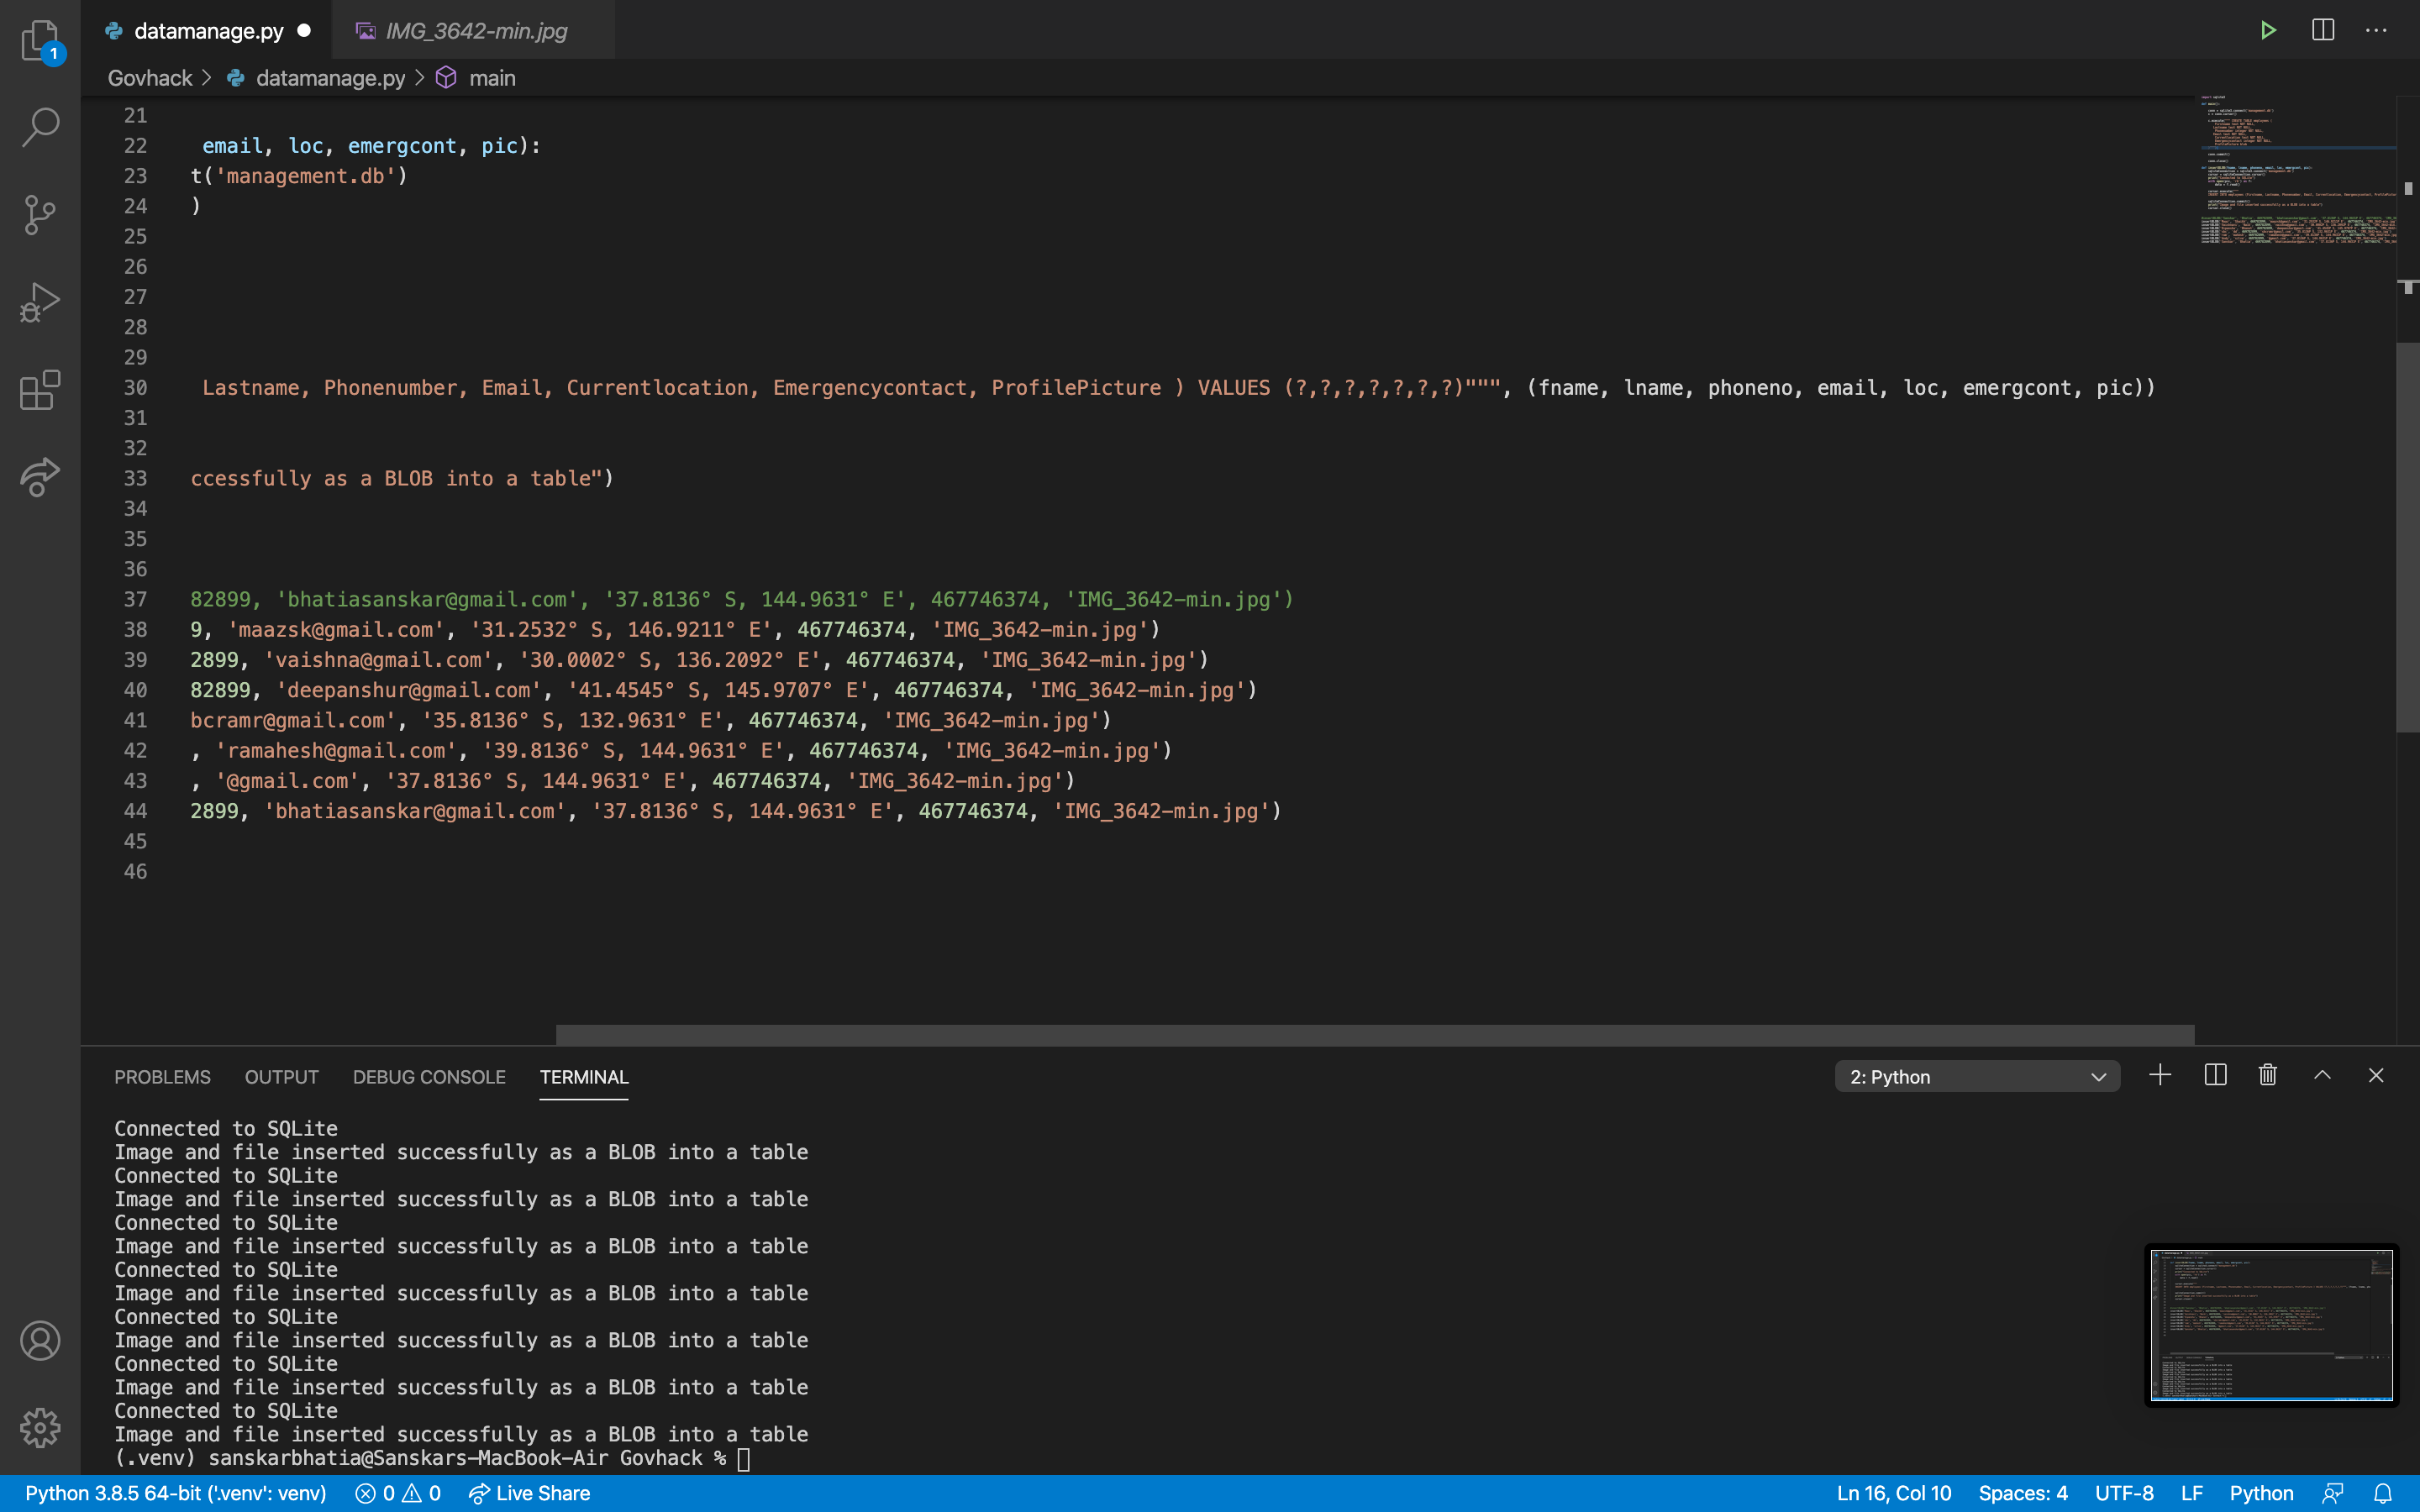 1
datamanage.py
IMG_3642-min.jpg
Govhack > datamanage.py > main
21
22 email, loc, emergcont, pic):
23 t('management.db')
24 )
25
26
27
28
29
30 Lastname, Phonenumber, Email, Currentlocation, Emergencycontact, ProfilePicture ) VALUES (?,?,?,?,?,?,?)""", (fname, lname, phoneno, email, loc, emergcont, pic))
31
32
33 ccessfully as a BLOB into a table")
34
35
36
37 82899, 'bhatiasanskar@gmail.com', '37.8136° S, 144.9631° E', 467746374, 'IMG_3642-min.jpg')
38 9, 'maazsk@gmail.com', '31.2532° S, 146.9211° E', 467746374, 'IMG_3642-min.jpg')
39 2899, 'vaishna@gmail.com', '30.0002° S, 136.2092° E', 467746374, 'IMG_3642-min.jpg')
40 82899, 'deepanshur@gmail.com', '41.4545° S, 145.9707° E', 467746374, 'IMG_3642-min.jpg')
41 bcramr@gmail.com', '35.8136° S, 132.9631° E', 467746374, 'IMG_3642-min.jpg')
42 , 'ramahesh@gmail.com', '39.8136° S, 144.9631° E', 467746374, 'IMG_3642-min.jpg')
43 , '@gmail.com', '37.8136° S, 144.9631° E', 467746374, 'IMG_3642-min.jpg')
44 2899, 'bhatiasanskar@gmail.com', '37.8136° S, 144.9631° E', 467746374, 'IMG_3642-min.jpg')
45
46
PROBLEMS OUTPUT DEBUG CONSOLE TERMINAL 2: Python
Connected to SQLite
Image and file inserted successfully as a BLOB into a table
Connected to SQLite
Image and file inserted successfully as a BLOB into a table
Connected to SQLite
Image and file inserted successfully as a BLOB into a table
Connected to SQLite
Image and file inserted successfully as a BLOB into a table
Connected to SQLite
Image and file inserted successfully as a BLOB into a table
Connected to SQLite
Image and file inserted successfully as a BLOB into a table
Connected to SQLite
Image and file inserted successfully as a BLOB into a table
(.venv) sanskarbhatia@Sanskars-MacBook-Air Govhack %
Python 3.8.5 64-bit ('.venv': venv) 0 0 Live Share Ln 16, Col 10 Spaces: 4 UTF-8 LF Python